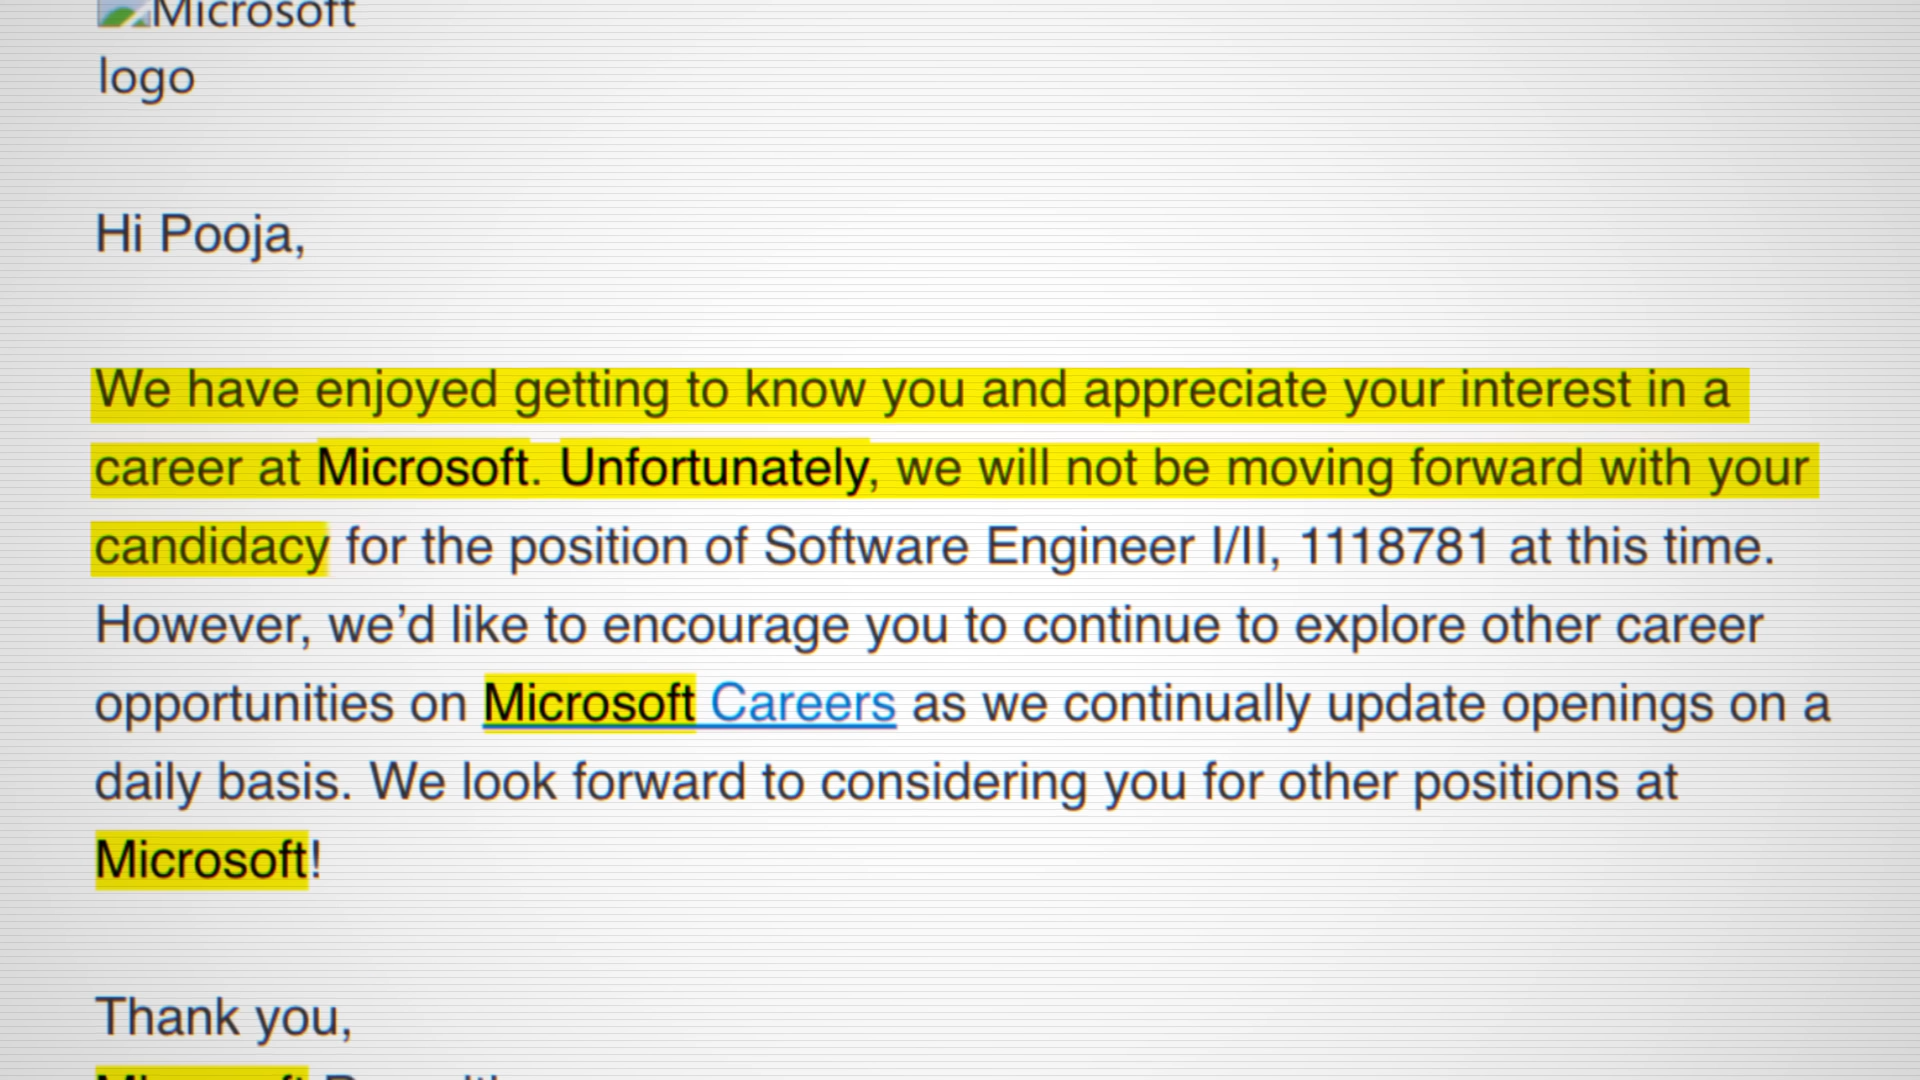 Microsoft
logo
Hi Pooja,
We have enjoyed getting to know you and appreciate your interest in a
career at Microsoft. Unfortunately, we will not be moving forward with your
candidacy for the position of Software Engineer I/II, 1118781 at this time.
However, we’d like to encourage you to continue to explore other career
opportunities on Microsoft Careers as we continually update openings on a
daily basis. We look forward to considering you for other positions at
Microsoft!
Thank you,